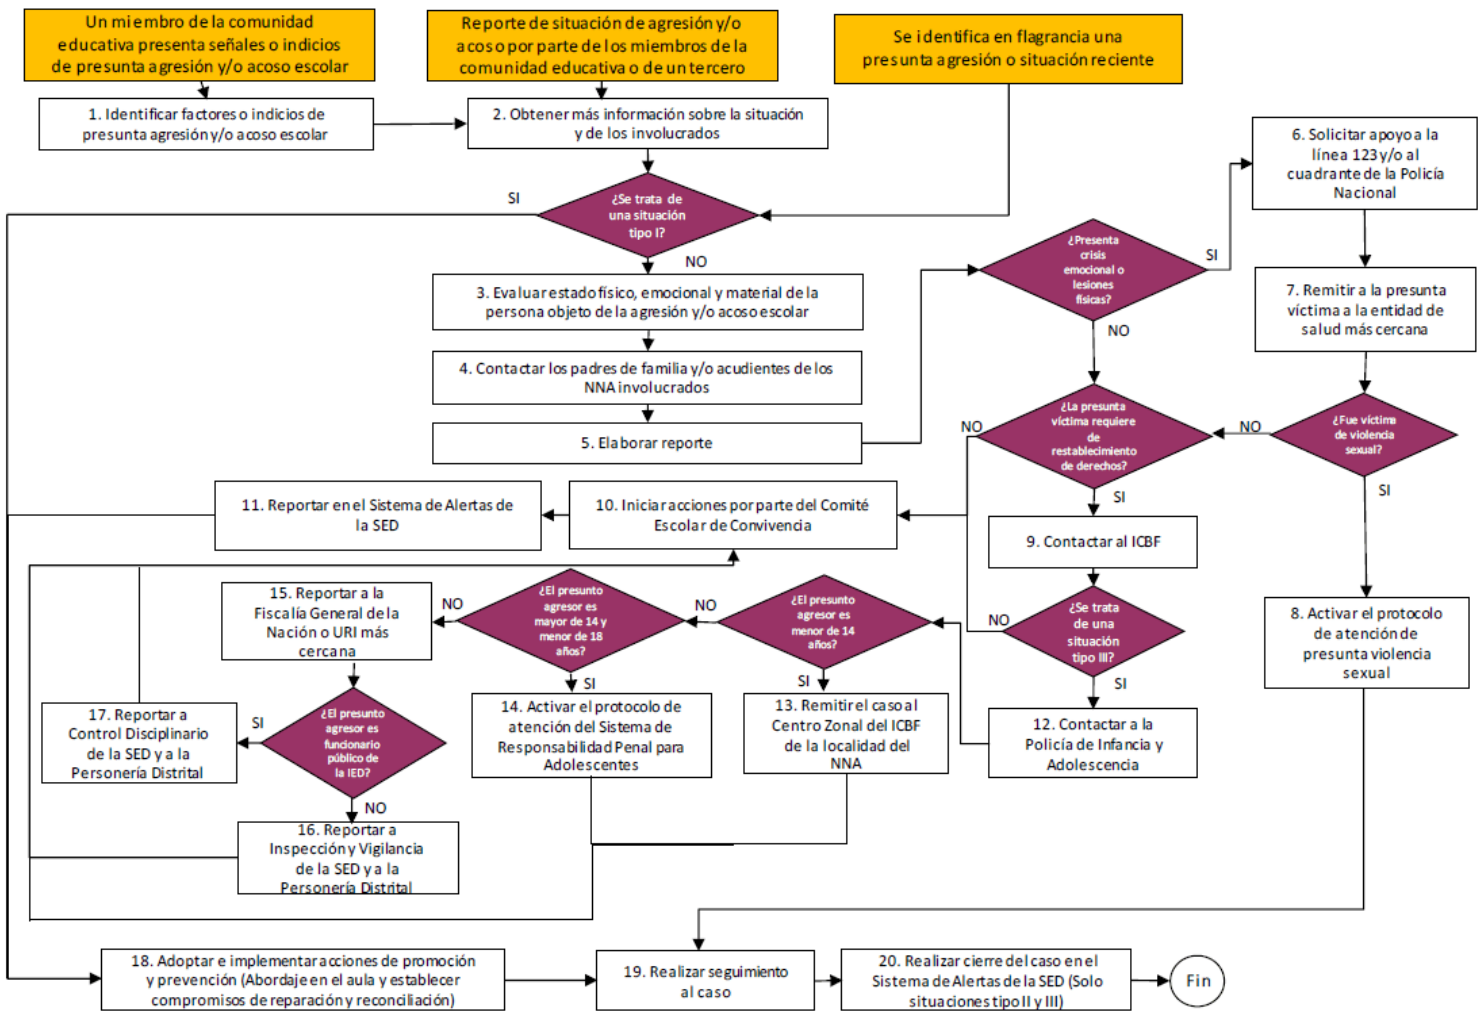 Un miembro de la comunidad
educativa presenta señales o indicios
de presunta agresión y/o acoso escolar
Reporte de situación de agresión y/o
acoso por parte de los miembros de la
comunidad educativa o de un tercero
Se identifica en flagrancia una
presunta agresión o situación reciente
1. Identificar factores o indicios de
presunta agresión y/o acoso escolar
2. Obtener más información sobre la situación
y de los involucrados
6. Solicitar apoyo a la
línea 123 y/o al
cuadrante de la Policía
Nacional
SI
¿Se trata de
una situación
tipo I?
NO
¿Presenta
crisis
emocional o
lesiones
físicas?
SI
NO
3. Evaluar estado físico, emocional y material de la
persona objeto de la agresión y/o acoso escolar
7. Remitir a la presunta
víctima a la entidad de
salud más cercana
4. Contactar los padres de familia y/o acudientes de los
NNA involucrados
5. Elaborar reporte
NO
¿La presunta
víctima requiere
de
restablecimiento
de derechos?
SI
NO
¿Fue víctima
de violencia
sexual?
SI
11. Reportar en el Sistema de Alertas de
la SED
10. Iniciar acciones por parte del Comité
Escolar de Convivencia
9. Contactar al ICBF
15. Reportar a la
Fiscalía General de la
Nación o URI más
cercana
NO
¿El presunto
agresor es
mayor de 14 y
menor de 18
años?
SI
NO
¿El presunto
agresor es
menor de 14
años?
SI
NO
¿Se trata
de una
situación
tipo III?
SI
8. Activar el protocolo
de atención de
presunta violencia
sexual
17. Reportar a
Control Disciplinario
de la SED y a la
Personería Distrital
SI
¿El presunto
agresor es
funcionario
público de
la IED?
NO
14. Activar el protocolo de
atención del Sistema de
Responsabilidad Penal para
Adolescentes
13. Remitir el caso al
Centro Zonal del ICBF
de la localidad del
NNA
12. Contactar a la
Policía de Infancia y
Adolescencia
16. Reportar a
Inspección y Vigilancia
de la SED y a la
Personería Distrital
18. Adoptar e implementar acciones de promoción
y prevención (Abordaje en el aula y establecer
compromisos de reparación y reconciliación)
19. Realizar seguimiento
al caso
20. Realizar cierre del caso en el
Sistema de Alertas de la SED (Solo
situaciones tipo II y III)
Fin